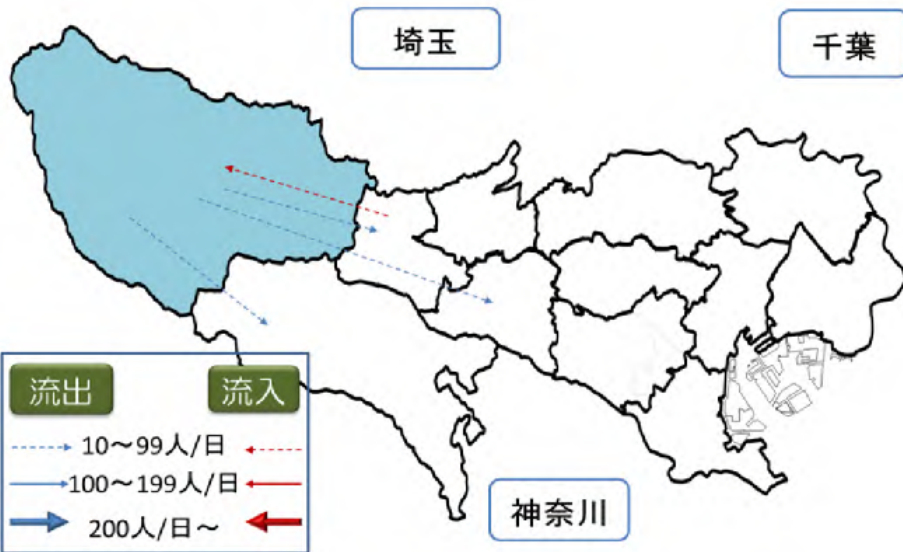 埼玉
千葉
流出
流入
10～99人/日
100～199人/日
200人/日～
神奈川